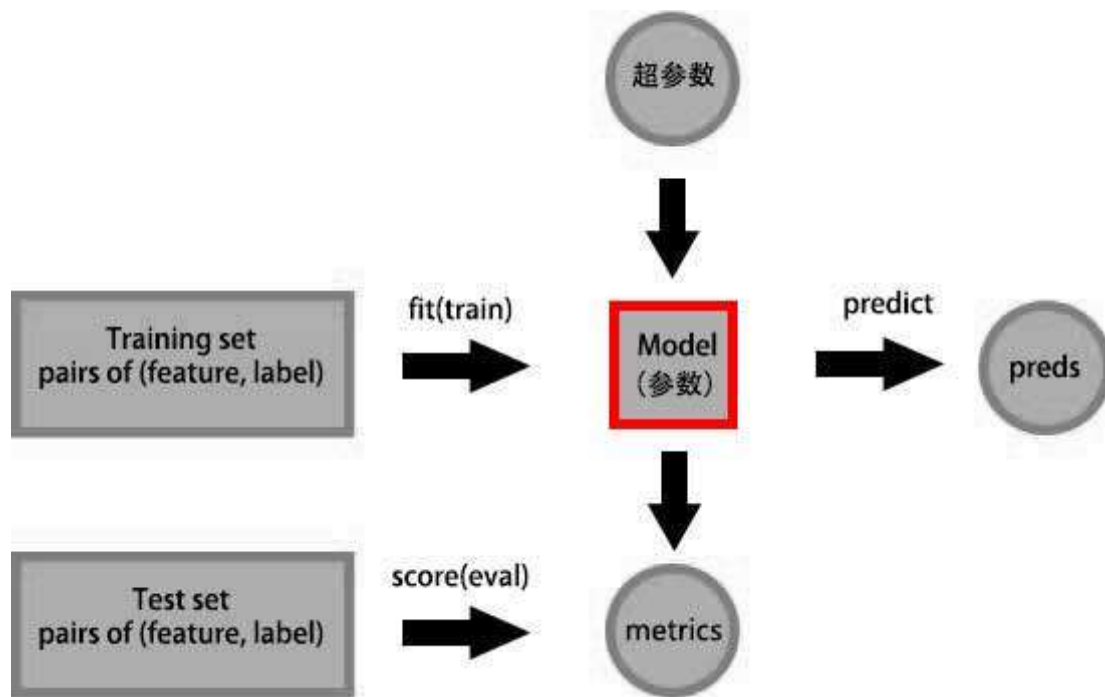 超参数
fit(train)
predict
Training set
pairs of (feature, label)
Model
(参数)
preds
score(eval)
Test set
pairs of (feature, label)
metrics